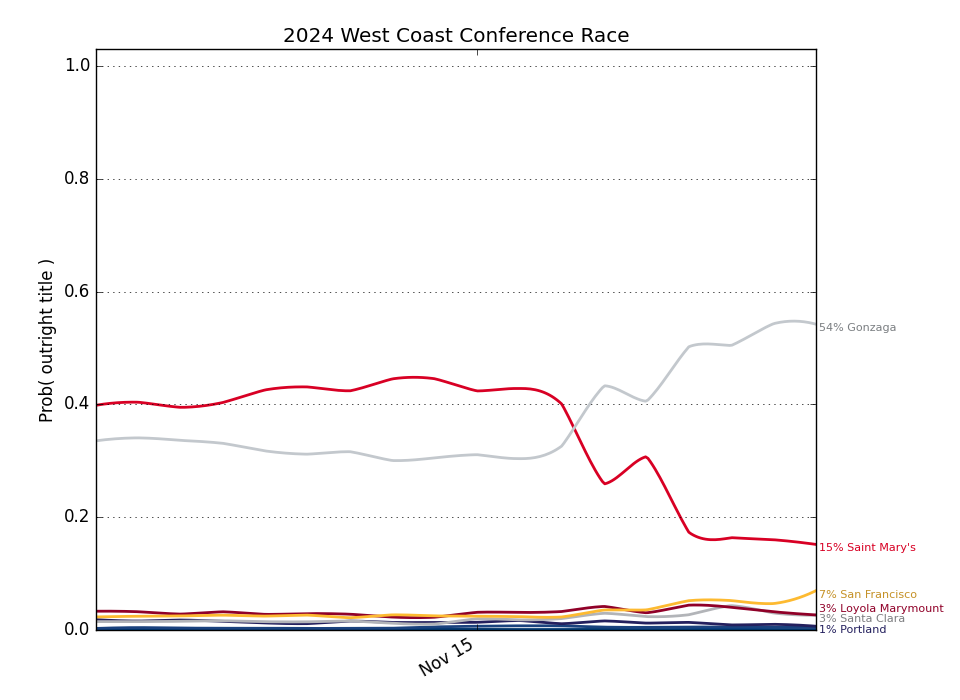 2024 West Coast Conference Race
1.0
0.8
0.6
0.4
0.2
0.0
Prob( outright title )
Nov 15
54% Gonzaga
15% Saint Mary's
7% San Francisco
3% Loyola Marymount
3% Santa Clara
1% Portland